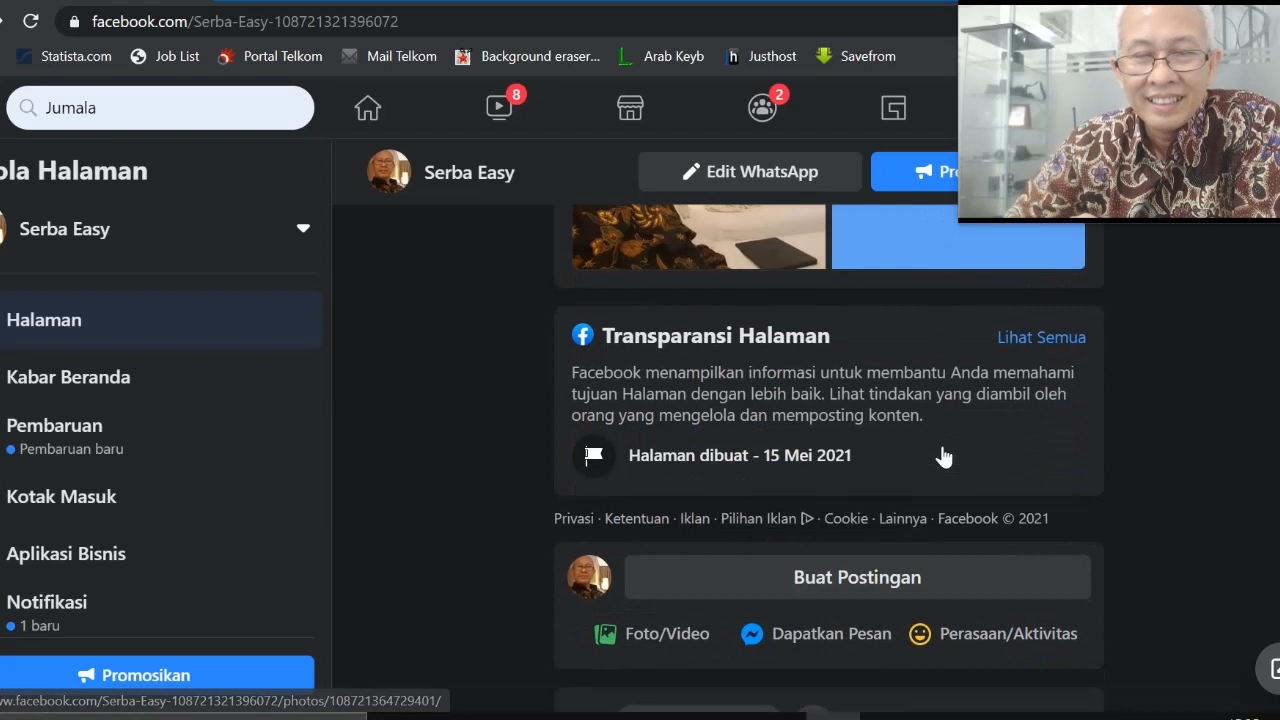 facebook.com/Serba-Easy-108721321396072
Statista.com Job List Portal Telkom Mail Telkom Background eraser... Arab Keyb Justhost Savefrom
Jumala
8
2
ola Halaman
Serba Easy
Halaman
Kabar Beranda
Pembaruan
Pembaruan baru
Kotak Masuk
Aplikasi Bisnis
Notifikasi
1 baru
Promosikan
Serba Easy
Edit WhatsApp
Pro
Transparansi Halaman
Lihat Semua
Facebook menampilkan informasi untuk membantu Anda memahami
tujuan Halaman dengan lebih baik. Lihat tindakan yang diambil oleh
orang yang mengelola dan memposting konten.
Halaman dibuat - 15 Mei 2021
Privasi · Ketentuan · Iklan · Pilihan Iklan · Cookie · Lainnya · Facebook © 2021
Buat Postingan
Foto/Video
Dapatkan Pesan
Perasaan/Aktivitas
w.facebook.com/Serba-Easy-108721321396072/photos/108721364729401/